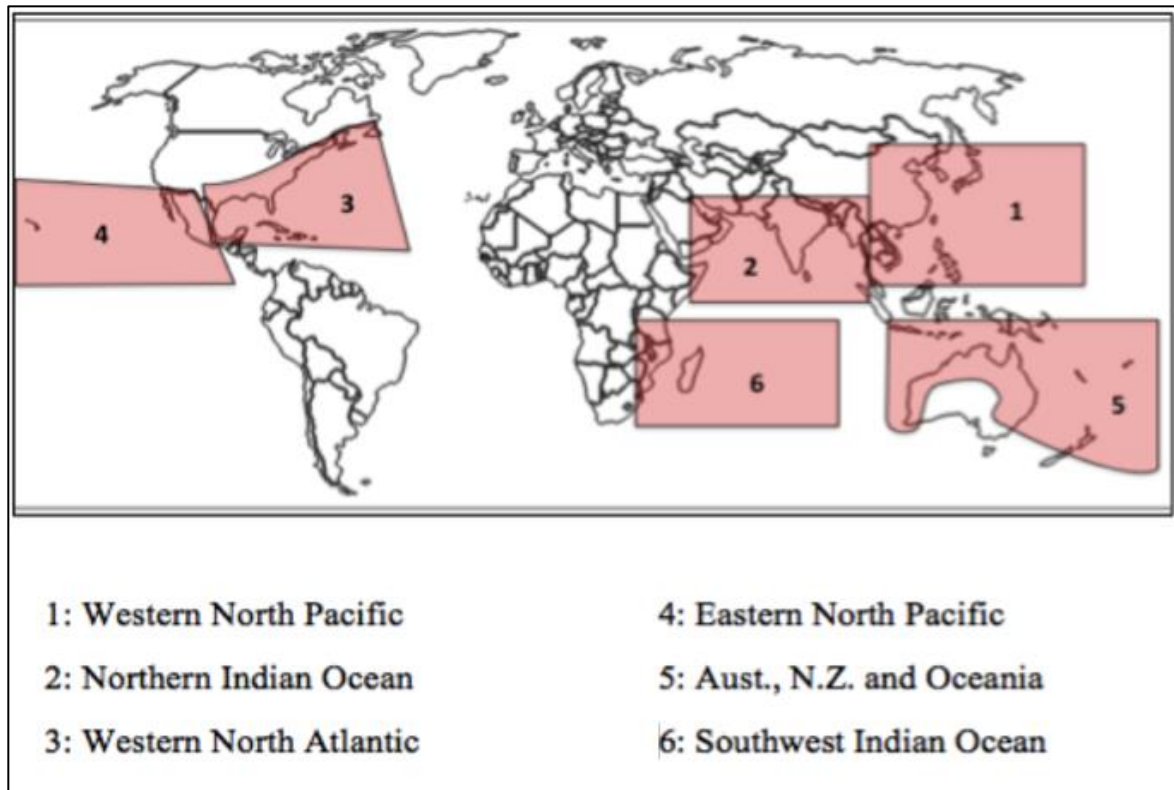 1
3
4
2
6
5
1: Western North Pacific
4: Eastern North Pacific
2: Northern Indian Ocean
5: Aust., N.Z. and Oceania
3: Western North Atlantic
6: Southwest Indian Ocean